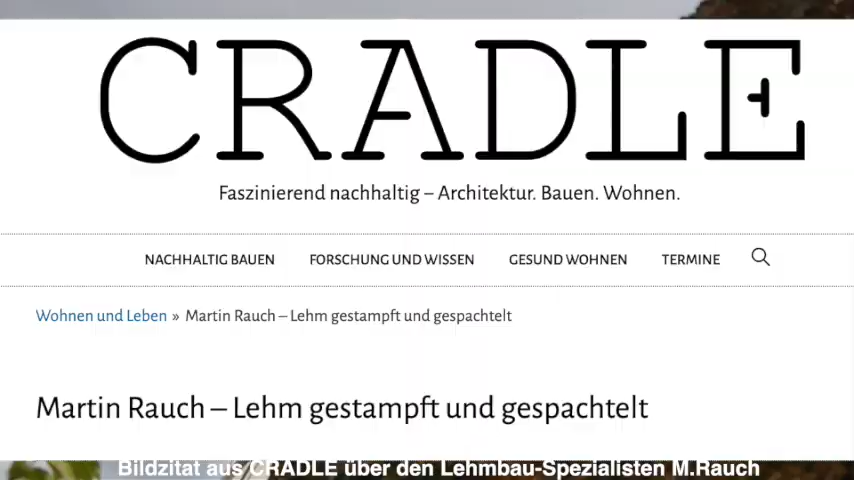 CRADLE
Faszinierend nachhaltig – Architektur. Bauen. Wohnen.
NACHHALTIG BAUEN FORSCHUNG UND WISSEN GESUND WOHNEN TERMINE
Wohnen und Leben » Martin Rauch – Lehm gestampft und gespachtelt
Martin Rauch – Lehm gestampft und gespachtelt
Bildzitat aus CRADLE über den Lehmbau-Spezialisten M.Rauch